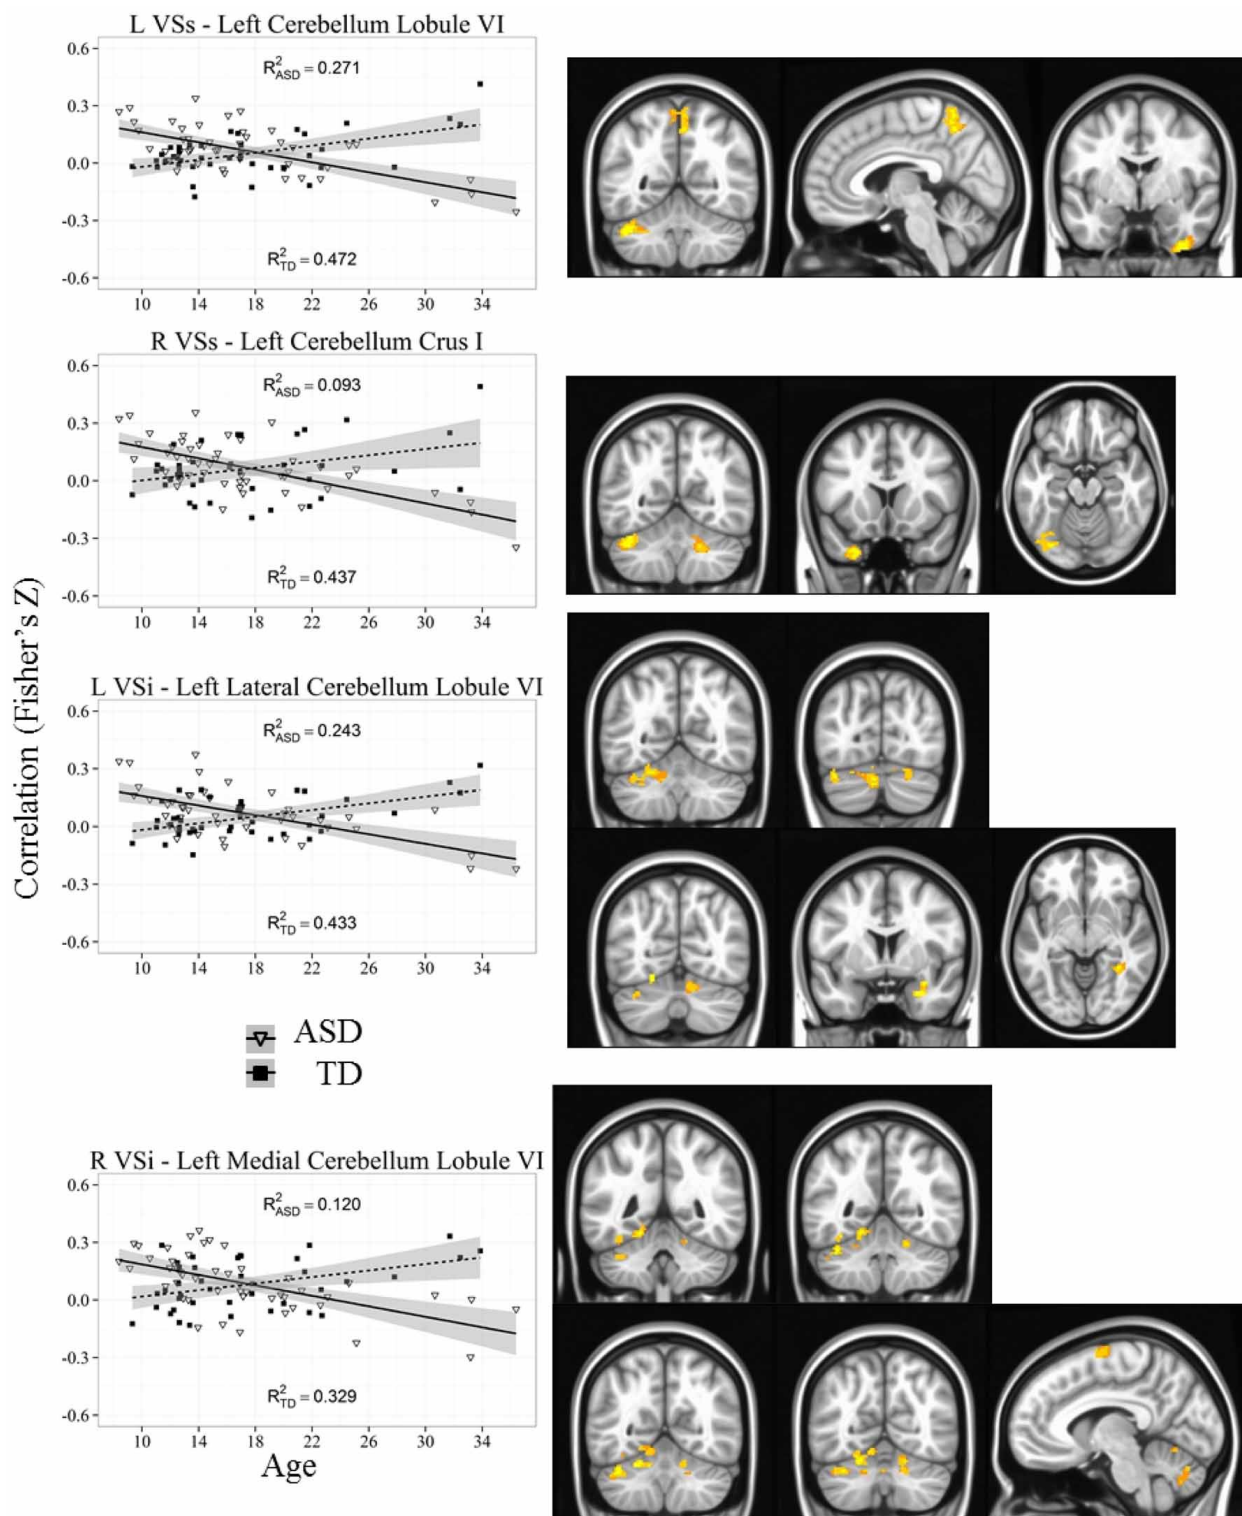 L VSs - Left Cerebellum Lobule VI
0.6
0.3
0.0
-0.3
-0.6
R²ASD = 0.271
R²TD = 0.472
10 14 18 22 26 30 34
R VSs - Left Cerebellum Crus I
0.6
0.3
0.0
-0.3
-0.6
R²ASD = 0.093
R²TD = 0.437
10 14 18 22 26 30 34
Correlation (Fisher's Z)
L VSi - Left Lateral Cerebellum Lobule VI
0.6
0.3
0.0
-0.3
-0.6
R²ASD = 0.243
R²TD = 0.433
10 14 18 22 26 30 34
ASD
TD
R VSi - Left Medial Cerebellum Lobule VI
0.6
0.3
0.0
-0.3
-0.6
R²ASD = 0.120
R²TD = 0.329
10 14 18 22 26 30 34
Age